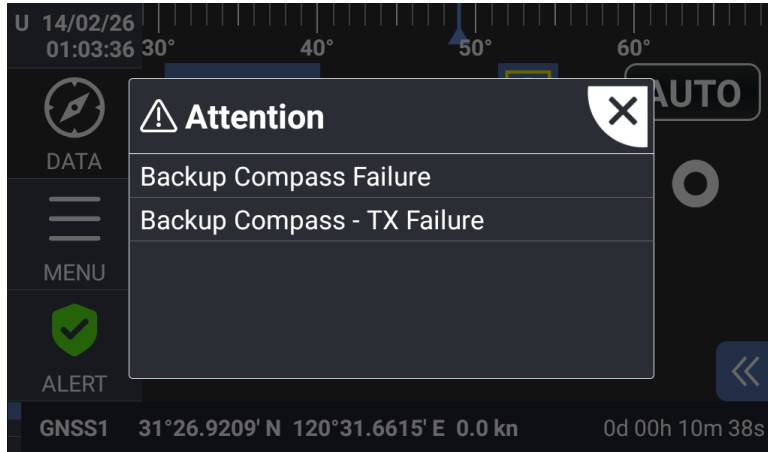 U 14/02/26
01:03:36
30° 40° 50° 60°
AUTO
Attention
DATA
Backup Compass Failure
Backup Compass - TX Failure
MENU
ALERT
GNSS1 31°26.9209' N 120°31.6615' E 0.0 kn 0d 00h 10m 38s